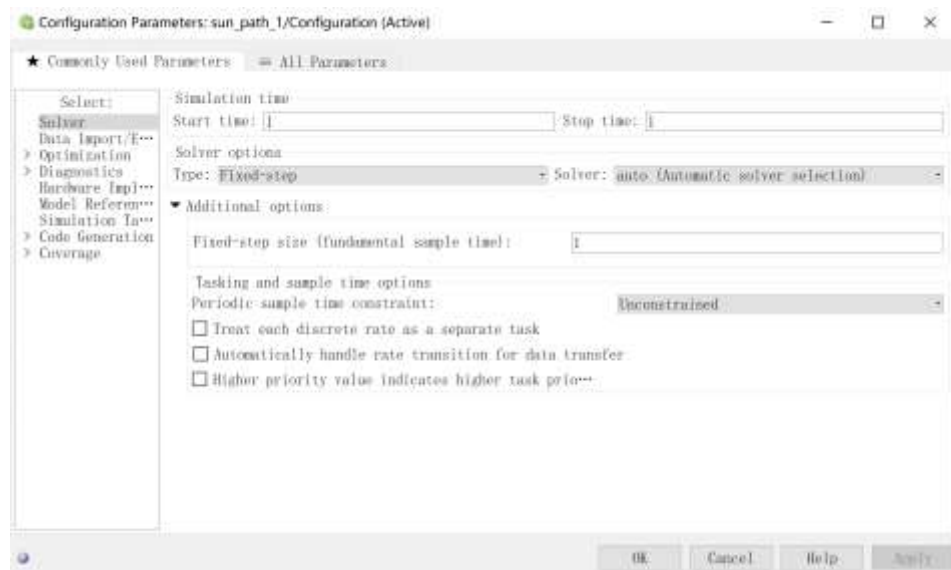 Configuration Parameters: sun_path_1/Configuration (Active)
★ Commonly Used Parameters = All Parameters
Select:
Solver
Data Import/E…
> Optimization
> Diagnostics
Hardware Impl…
Model Referen…
Simulation Ta…
> Code Generation
> Coverage
Simulation time
Start time: 1 Stop time: 1
Solver options
Type: Fixed-step Solver: auto (Automatic solver selection)
▼ Additional options
Fixed-step size (fundamental sample time): 1
Tasking and sample time options
Periodic sample time constraint: Unconstrained
Treat each discrete rate as a separate task
Automatically handle rate transition for data transfer
Higher priority value indicates higher task prio…
OK Cancel Help Apply